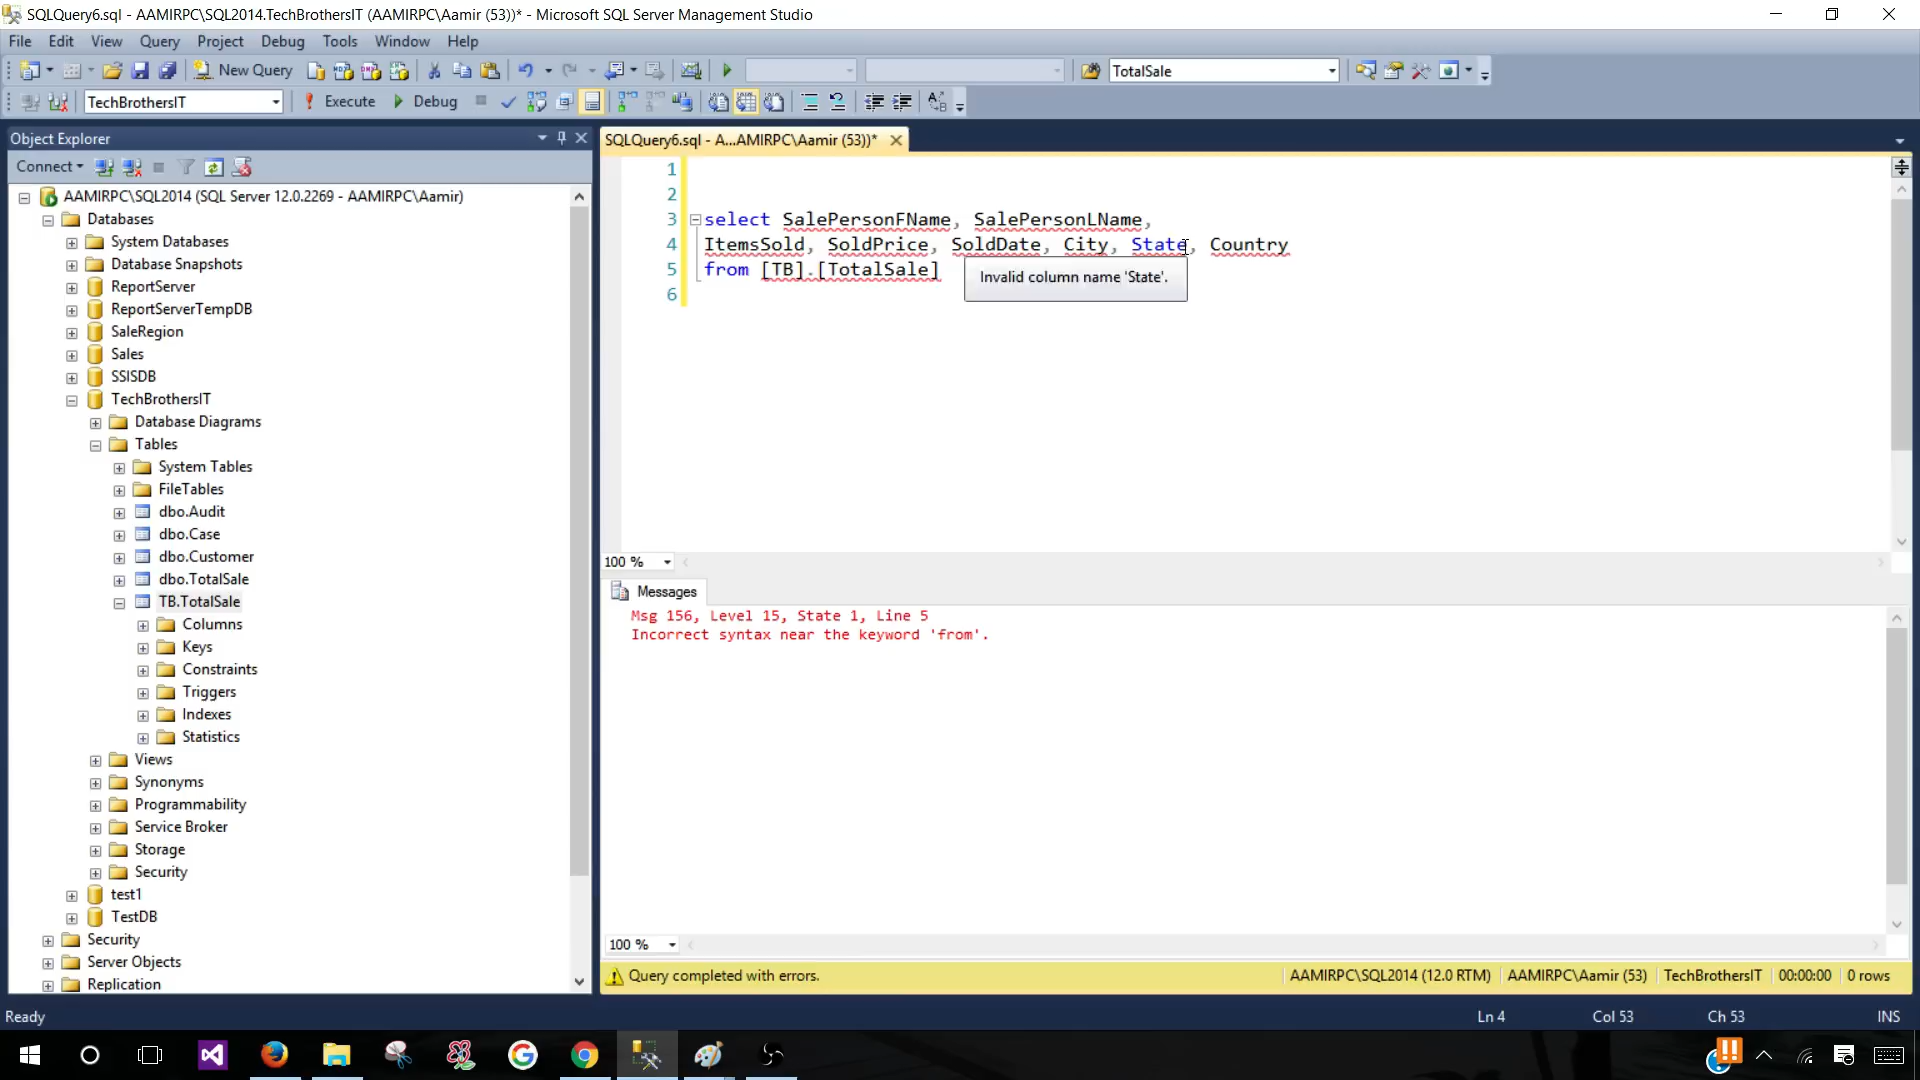 SQLQuery6.sql - AAMIRPC\SQL2014.TechBrothersIT (AAMIRPC\Aamir (53))* - Microsoft SQL Server Management Studio
File Edit View Query Project Debug Tools Window Help
New Query TotalSale
TechBrothersIT Execute Debug
Object Explorer
Connect
AAMIRPC\SQL2014 (SQL Server 12.0.2269 - AAMIRPC\Aamir)
Databases
System Databases
Database Snapshots
ReportServer
ReportServerTempDB
SaleRegion
Sales
SSISDB
TechBrothersIT
Database Diagrams
Tables
System Tables
FileTables
dbo.Audit
dbo.Case
dbo.Customer
dbo.TotalSale
TB.TotalSale
Columns
Keys
Constraints
Triggers
Indexes
Statistics
Views
Synonyms
Programmability
Service Broker
Storage
Security
test1
TestDB
Security
Server Objects
Replication
SQLQuery6.sql - A...AMIRPC\Aamir (53))*
1
2
3 select SalePersonFName, SalePersonLName,
4 ItemsSold, SoldPrice, SoldDate, City, State, Country
5 from [TB].[TotalSale]
6
Invalid column name 'State'.
100 %
Messages
Msg 156, Level 15, State 1, Line 5
Incorrect syntax near the keyword 'from'.
100 %
Query completed with errors. AAMIRPC\SQL2014 (12.0 RTM) AAMIRPC\Aamir (53) TechBrothersIT 00:00:00 0 rows
Ready Ln 4 Col 53 Ch 53 INS